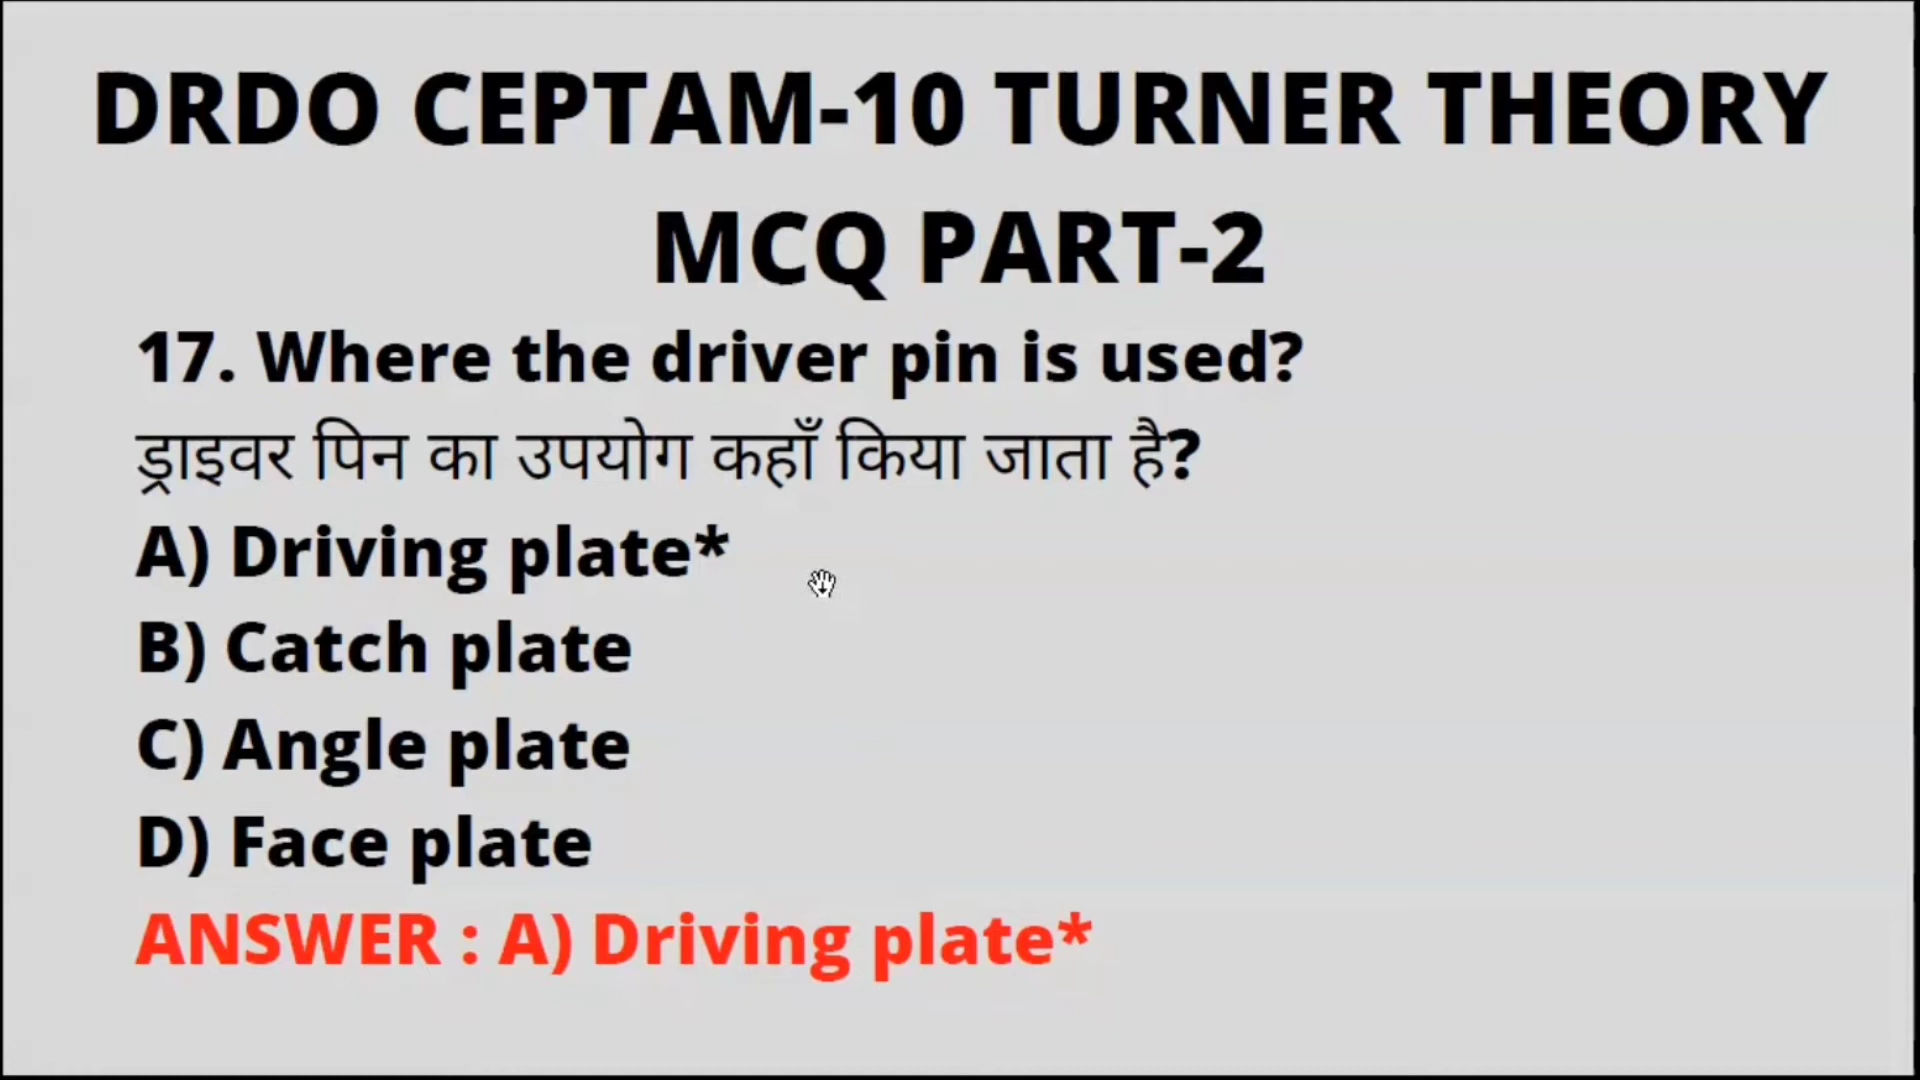 DRDO CEPTAM-10 TURNER THEORY
MCQ PART-2
17. Where the driver pin is used?
ड्राइवर पिन का उपयोग कहाँ किया जाता है?
A) Driving plate*
B) Catch plate
C) Angle plate
D) Face plate
ANSWER : A) Driving plate*